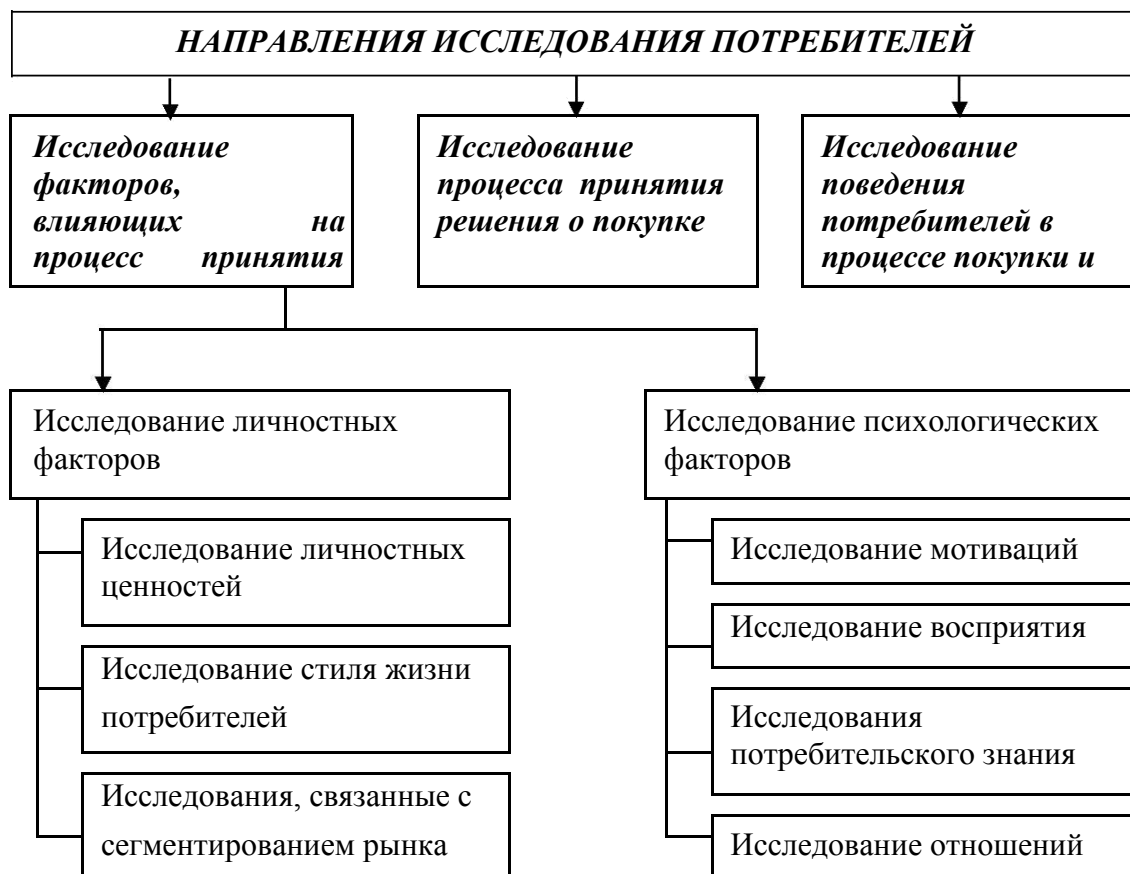 НАПРАВЛЕНИЯ ИССЛЕДОВАНИЯ ПОТРЕБИТЕЛЕЙ
Исследование
факторов,
влияющих на
процесс принятия
Исследование
процесса принятия
решения о покупке
Исследование
поведения
потребителей в
процессе покупки и
Исследование личностных
факторов
Исследование личностных
ценностей
Исследование стиля жизни
потребителей
Исследования, связанные с
сегментированием рынка
Исследование психологических
факторов
Исследование мотиваций
Исследование восприятия
Исследования
потребительского знания
Исследование отношений